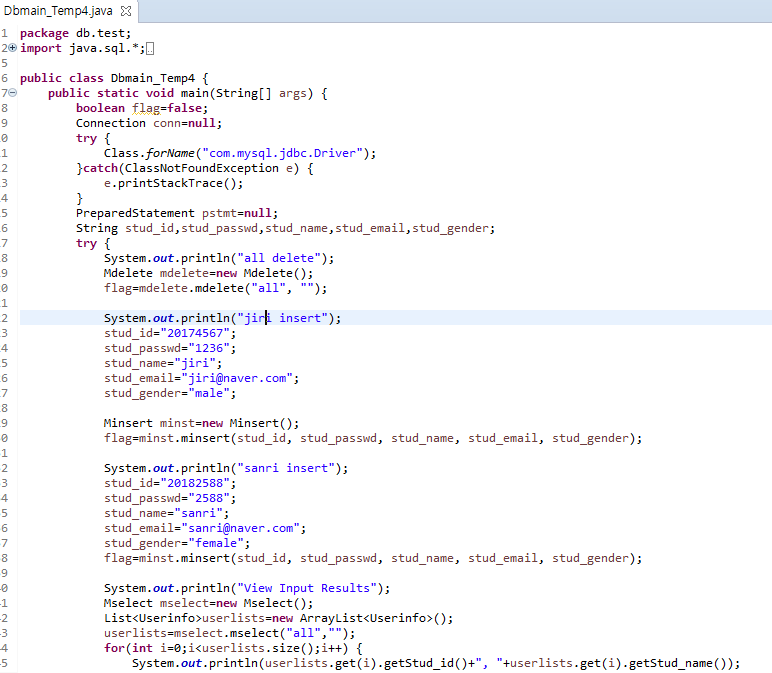 Dbmain_Temp4.java
1 package db.test;
2 import java.sql.*;
5
6 public class Dbmain_Temp4 {
7 public static void main(String[] args) {
8 boolean flag=false;
9 Connection conn=null;
0 try {
1 Class.forName("com.mysql.jdbc.Driver");
2 }catch(ClassNotFoundException e) {
3 e.printStackTrace();
4 }
5 PreparedStatement pstmt=null;
6 String stud_id,stud_passwd,stud_name,stud_email,stud_gender;
7 try {
8 System.out.println("all delete");
9 Mdelete mdelete=new Mdelete();
0 flag=mdelete.mdelete("all", "");
1
2 System.out.println("jiri insert");
3 stud_id="20174567";
4 stud_passwd="1236";
5 stud_name="jiri";
6 stud_email="jiri@naver.com";
7 stud_gender="male";
8
9 Minsert minst=new Minsert();
0 flag=minst.minsert(stud_id, stud_passwd, stud_name, stud_email, stud_gender);
1
2 System.out.println("sanri insert");
3 stud_id="20182588";
4 stud_passwd="2588";
5 stud_name="sanri";
6 stud_email="sanri@naver.com";
7 stud_gender="female";
8 flag=minst.minsert(stud_id, stud_passwd, stud_name, stud_email, stud_gender);
9
0 System.out.println("View Input Results");
1 Mselect mselect=new Mselect();
2 List<Userinfo>userlists=new ArrayList<Userinfo>();
3 userlists=mselect.mselect("all","");
4 for(int i=0;i<userlists.size();i++) {
5 System.out.println(userlists.get(i).getStud_id()+", "+userlists.get(i).getStud_name());